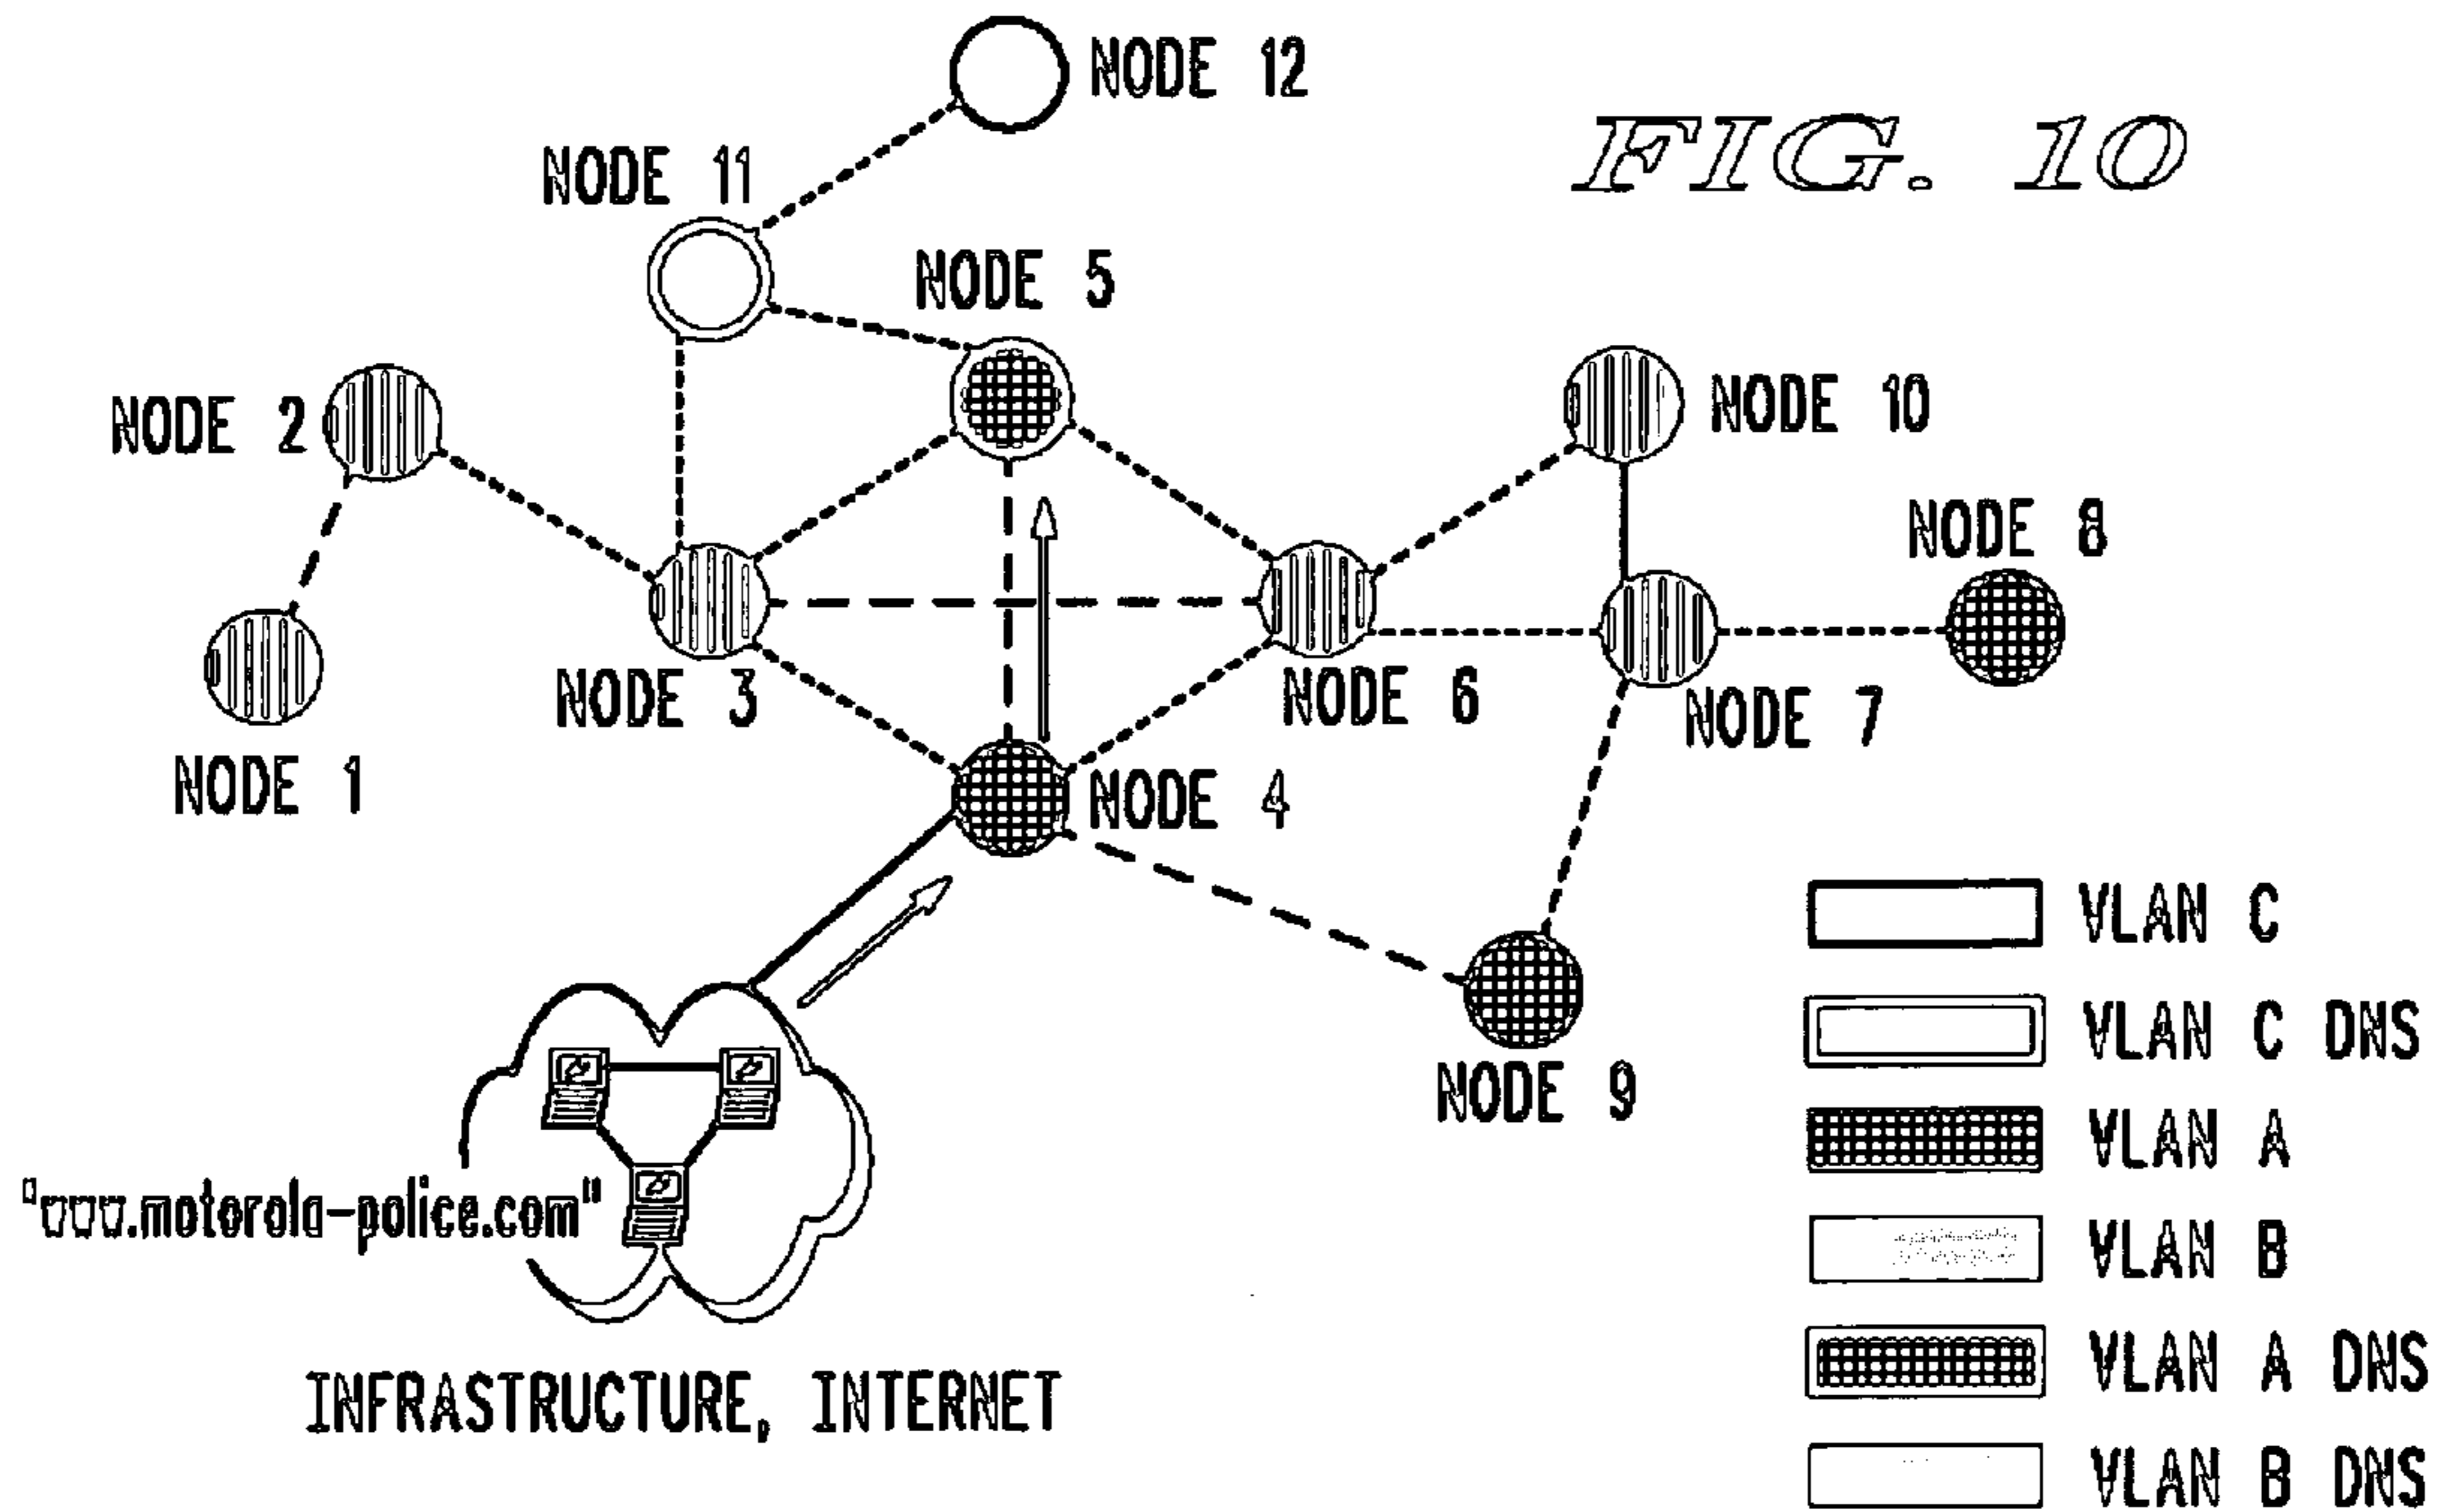 NODE 12
FIG. 10
NODE 11
NODE 5
NODE 2
NODE 10
NODE 8
NODE 3
NODE 6
NODE 7
NODE 1
NODE 4
NODE 9
"www.motorola-police.com"
INFRASTRUCTURE, INTERNET
VLAN C
VLAN C DNS
VLAN A
VLAN B
VLAN A DNS
VLAN B DNS